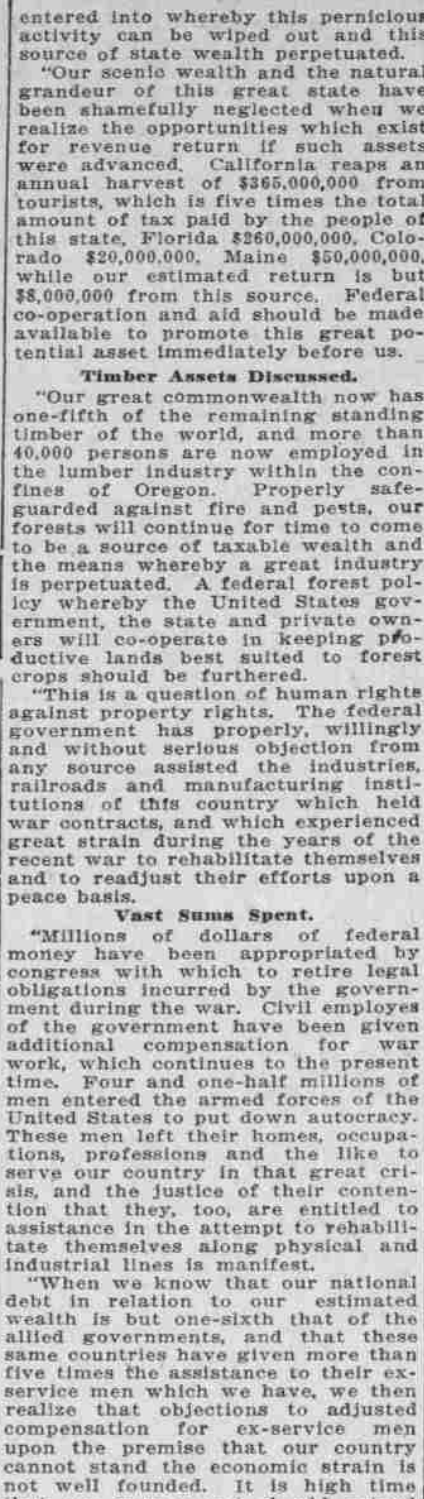 entered into whereby this pernicious
activity can be wiped out and this
source of state wealth perpetuated.
"Our scenic wealth and the natural
grandeur of this great state have
been shamefully neglected when we
realize the opportunities which exist
for revenue return if such assets
were advanced. California reaps an
annual harvest of $365,000,000 from
tourists, which is five times the total
amount of tax paid by the people of
this state, Florida $260,000,000, Colo-
rado $20,000,000, Maine $50,000,000,
while our estimated return is but
$8,000,000 from this source. Federal
co-operation and aid should be made
available to promote this great po-
tential asset immediately before us.
Timber Assets Discussed.
"Our great commonwealth now has
one-fifth of the remaining standing
timber of the world, and more than
40,000 persons are now employed in
the lumber industry within the con-
fines of Oregon. Properly safe-
guarded against fire and pests, our
forests will continue for time to come
to be a source of taxable wealth and
the means whereby a great industry
is perpetuated. A federal forest pol-
icy whereby the United States gov-
ernment, the state and private own-
ers will co-operate in keeping pro-
ductive lands best suited to forest
crops should be furthered.
"This is a question of human rights
against property rights. The federal
government has properly, willingly
and without serious objection from
any source assisted the industries,
railroads and manufacturing insti-
tutions of this country which held
war contracts, and which experienced
great strain during the years of the
recent war to rehabilitate themselves
and to readjust their efforts upon a
peace basis.
Vast Sums Spent.
"Millions of dollars of federal
money have been appropriated by
congress with which to retire legal
obligations incurred by the govern-
ment during the war. Civil employes
of the government have been given
additional compensation for war
work, which continues to the present
time. Four and one-half millions of
men entered the armed forces of the
United States to put down autocracy.
These men left their homes, occupa-
tions, professions and the like to
serve our country in that great cri-
sis, and the justice of their conten-
tion that they, too, are entitled to
assistance in the attempt to rehabili-
tate themselves along physical and
industrial lines is manifest.
"When we know that our national
debt in relation to our estimated
wealth is but one-sixth that of the
allied governments, and that these
same countries have given more than
five times the assistance to their ex-
service men which we have, we then
realize that objections to adjusted
compensation for ex-service men
upon the premise that our country
cannot stand the economic strain is
not well founded. It is high time